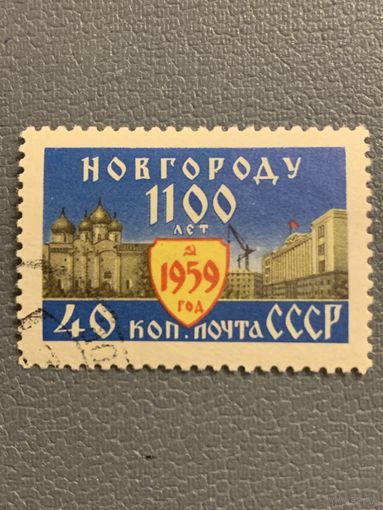 НОВГОРОДУ
1100
ЛЕТ
1959
ГОД
40 КОП. ПОЧТА СССР